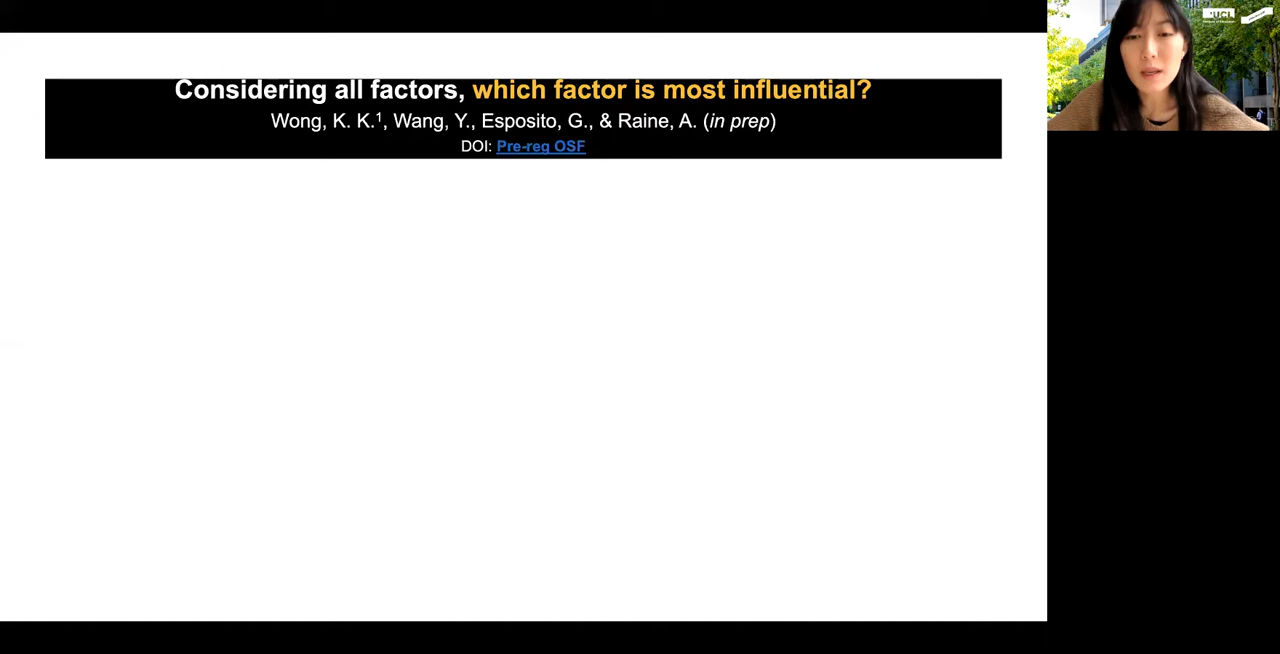 Considering all factors, which factor is most influential?
Wong, K. K.¹, Wang, Y., Esposito, G., & Raine, A. (in prep)
DOI: Pre-reg OSF
UCL